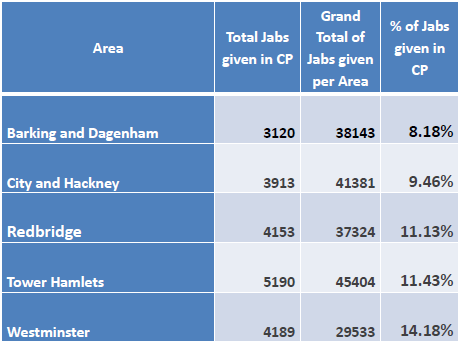 Area Total Jabs given in CP Grand Total of Jabs given per Area % of Jabs given in CP
Barking and Dagenham 3120 38143 8.18%
City and Hackney 3913 41381 9.46%
Redbridge 4153 37324 11.13%
Tower Hamlets 5190 45404 11.43%
Westminster 4189 29533 14.18%